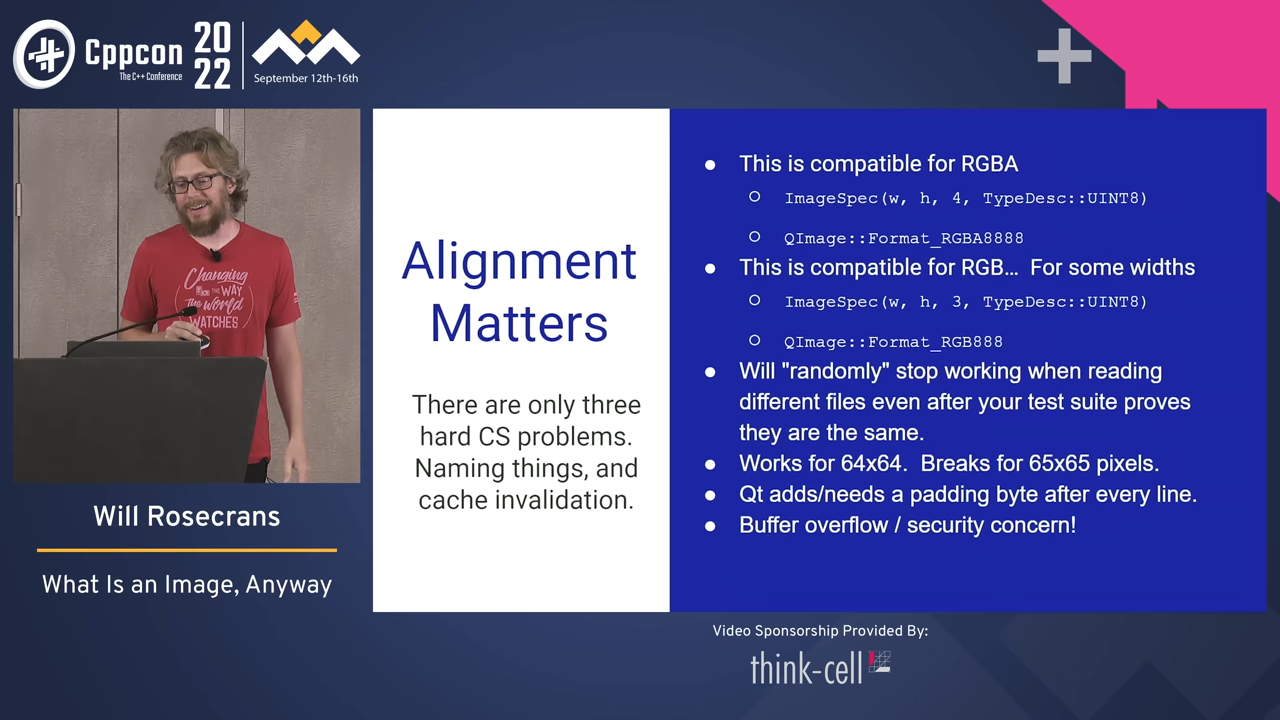 Cppcon
The C++ Conference
20
22
September 12th-16th
Changing
THE WAY
the world
WATCHES
Will Rosecrans
What Is an Image, Anyway
Alignment
Matters
There are only three
hard CS problems.
Naming things, and
cache invalidation.
● This is compatible for RGBA
○ ImageSpec(w, h, 4, TypeDesc::UINT8)
○ QImage::Format_RGBA8888
● This is compatible for RGB… For some widths
○ ImageSpec(w, h, 3, TypeDesc::UINT8)
○ QImage::Format_RGB888
● Will "randomly" stop working when reading
different files even after your test suite proves
they are the same.
● Works for 64x64. Breaks for 65x65 pixels.
● Qt adds/needs a padding byte after every line.
● Buffer overflow / security concern!
Video Sponsorship Provided By:
think-cell